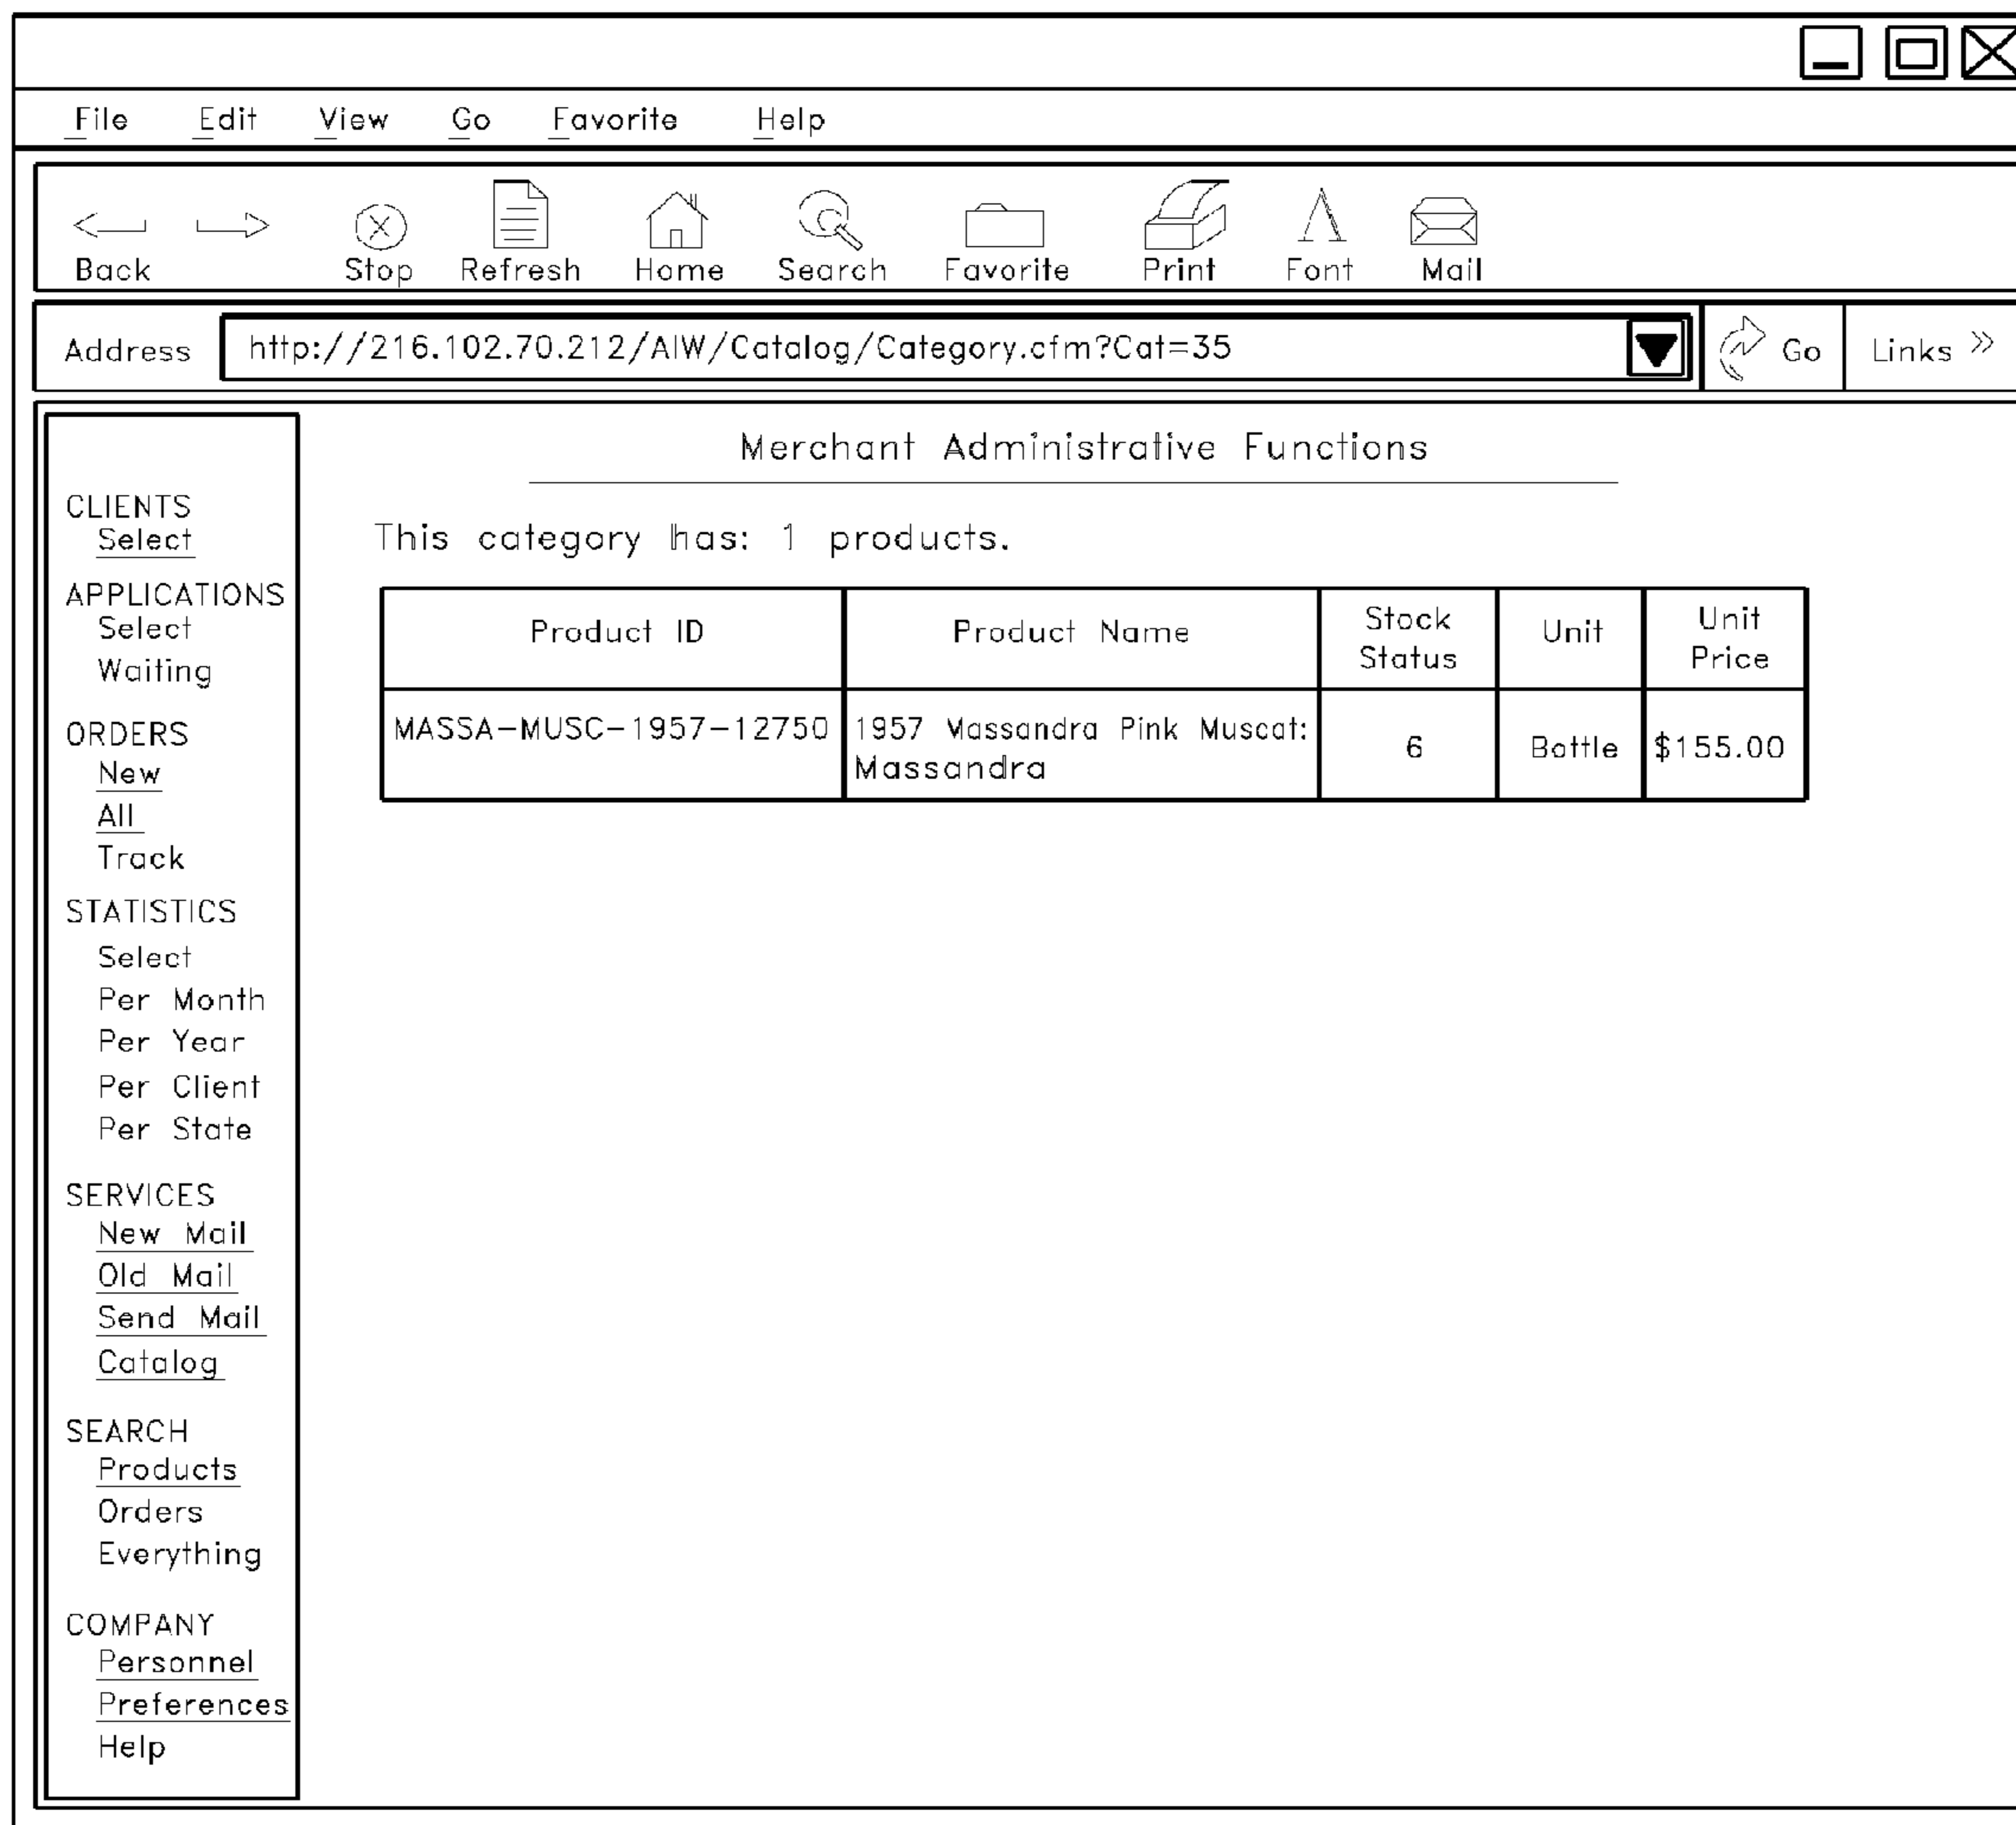 File Edit View Go Favorite Help
Back Stop Refresh Home Search Favorite Print Font Mail
Address http://216.102.70.212/AIW/Catalog/Category.cfm?Cat=35 Go Links »
Merchant Administrative Functions
This category has: 1 products.
Product ID Product Name Stock Status Unit Unit Price
MASSA-MUSC-1957-12750 1957 Massandra Pink Muscat: 6 Bottle $155.00
Massandra
CLIENTS
Select
APPLICATIONS
Select
Waiting
ORDERS
New
All
Track
STATISTICS
Select
Per Month
Per Year
Per Client
Per State
SERVICES
New Mail
Old Mail
Send Mail
Catalog
SEARCH
Products
Orders
Everything
COMPANY
Personnel
Preferences
Help